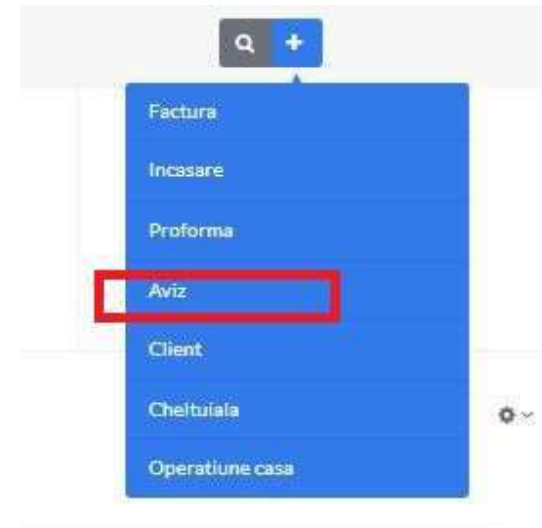 Factura
Incasare
Proforma
Aviz
Client
Cheltuiala
Operatiune casa